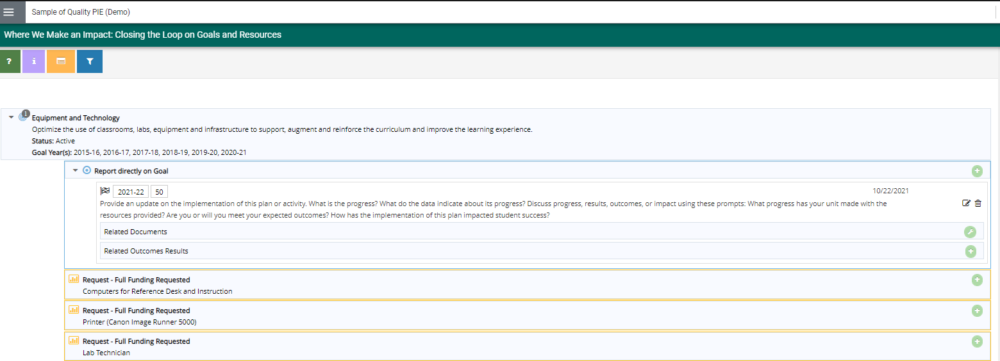 Sample of Quality PIE (Demo)
Where We Make an Impact: Closing the Loop on Goals and Resources
?
i
1
Equipment and Technology
Optimize the use of classrooms, labs, equipment and infrastructure to support, augment and reinforce the curriculum and improve the learning experience.
Status: Active
Goal Year(s): 2015-16, 2016-17, 2017-18, 2018-19, 2019-20, 2020-21
Report directly on Goal
2021-22 50 10/22/2021
Provide an update on the implementation of this plan or activity. What is the progress? What do the data indicate about its progress? Discuss progress, results, outcomes, or impact using these prompts: What progress has your unit made with the
resources provided? Are you or will you meet your expected outcomes? How has the implementation of this plan impacted student success?
Related Documents
Related Outcomes Results
Request - Full Funding Requested
Computers for Reference Desk and Instruction
Request - Full Funding Requested
Printer (Canon Image Runner 5000)
Request - Full Funding Requested
Lab Technician